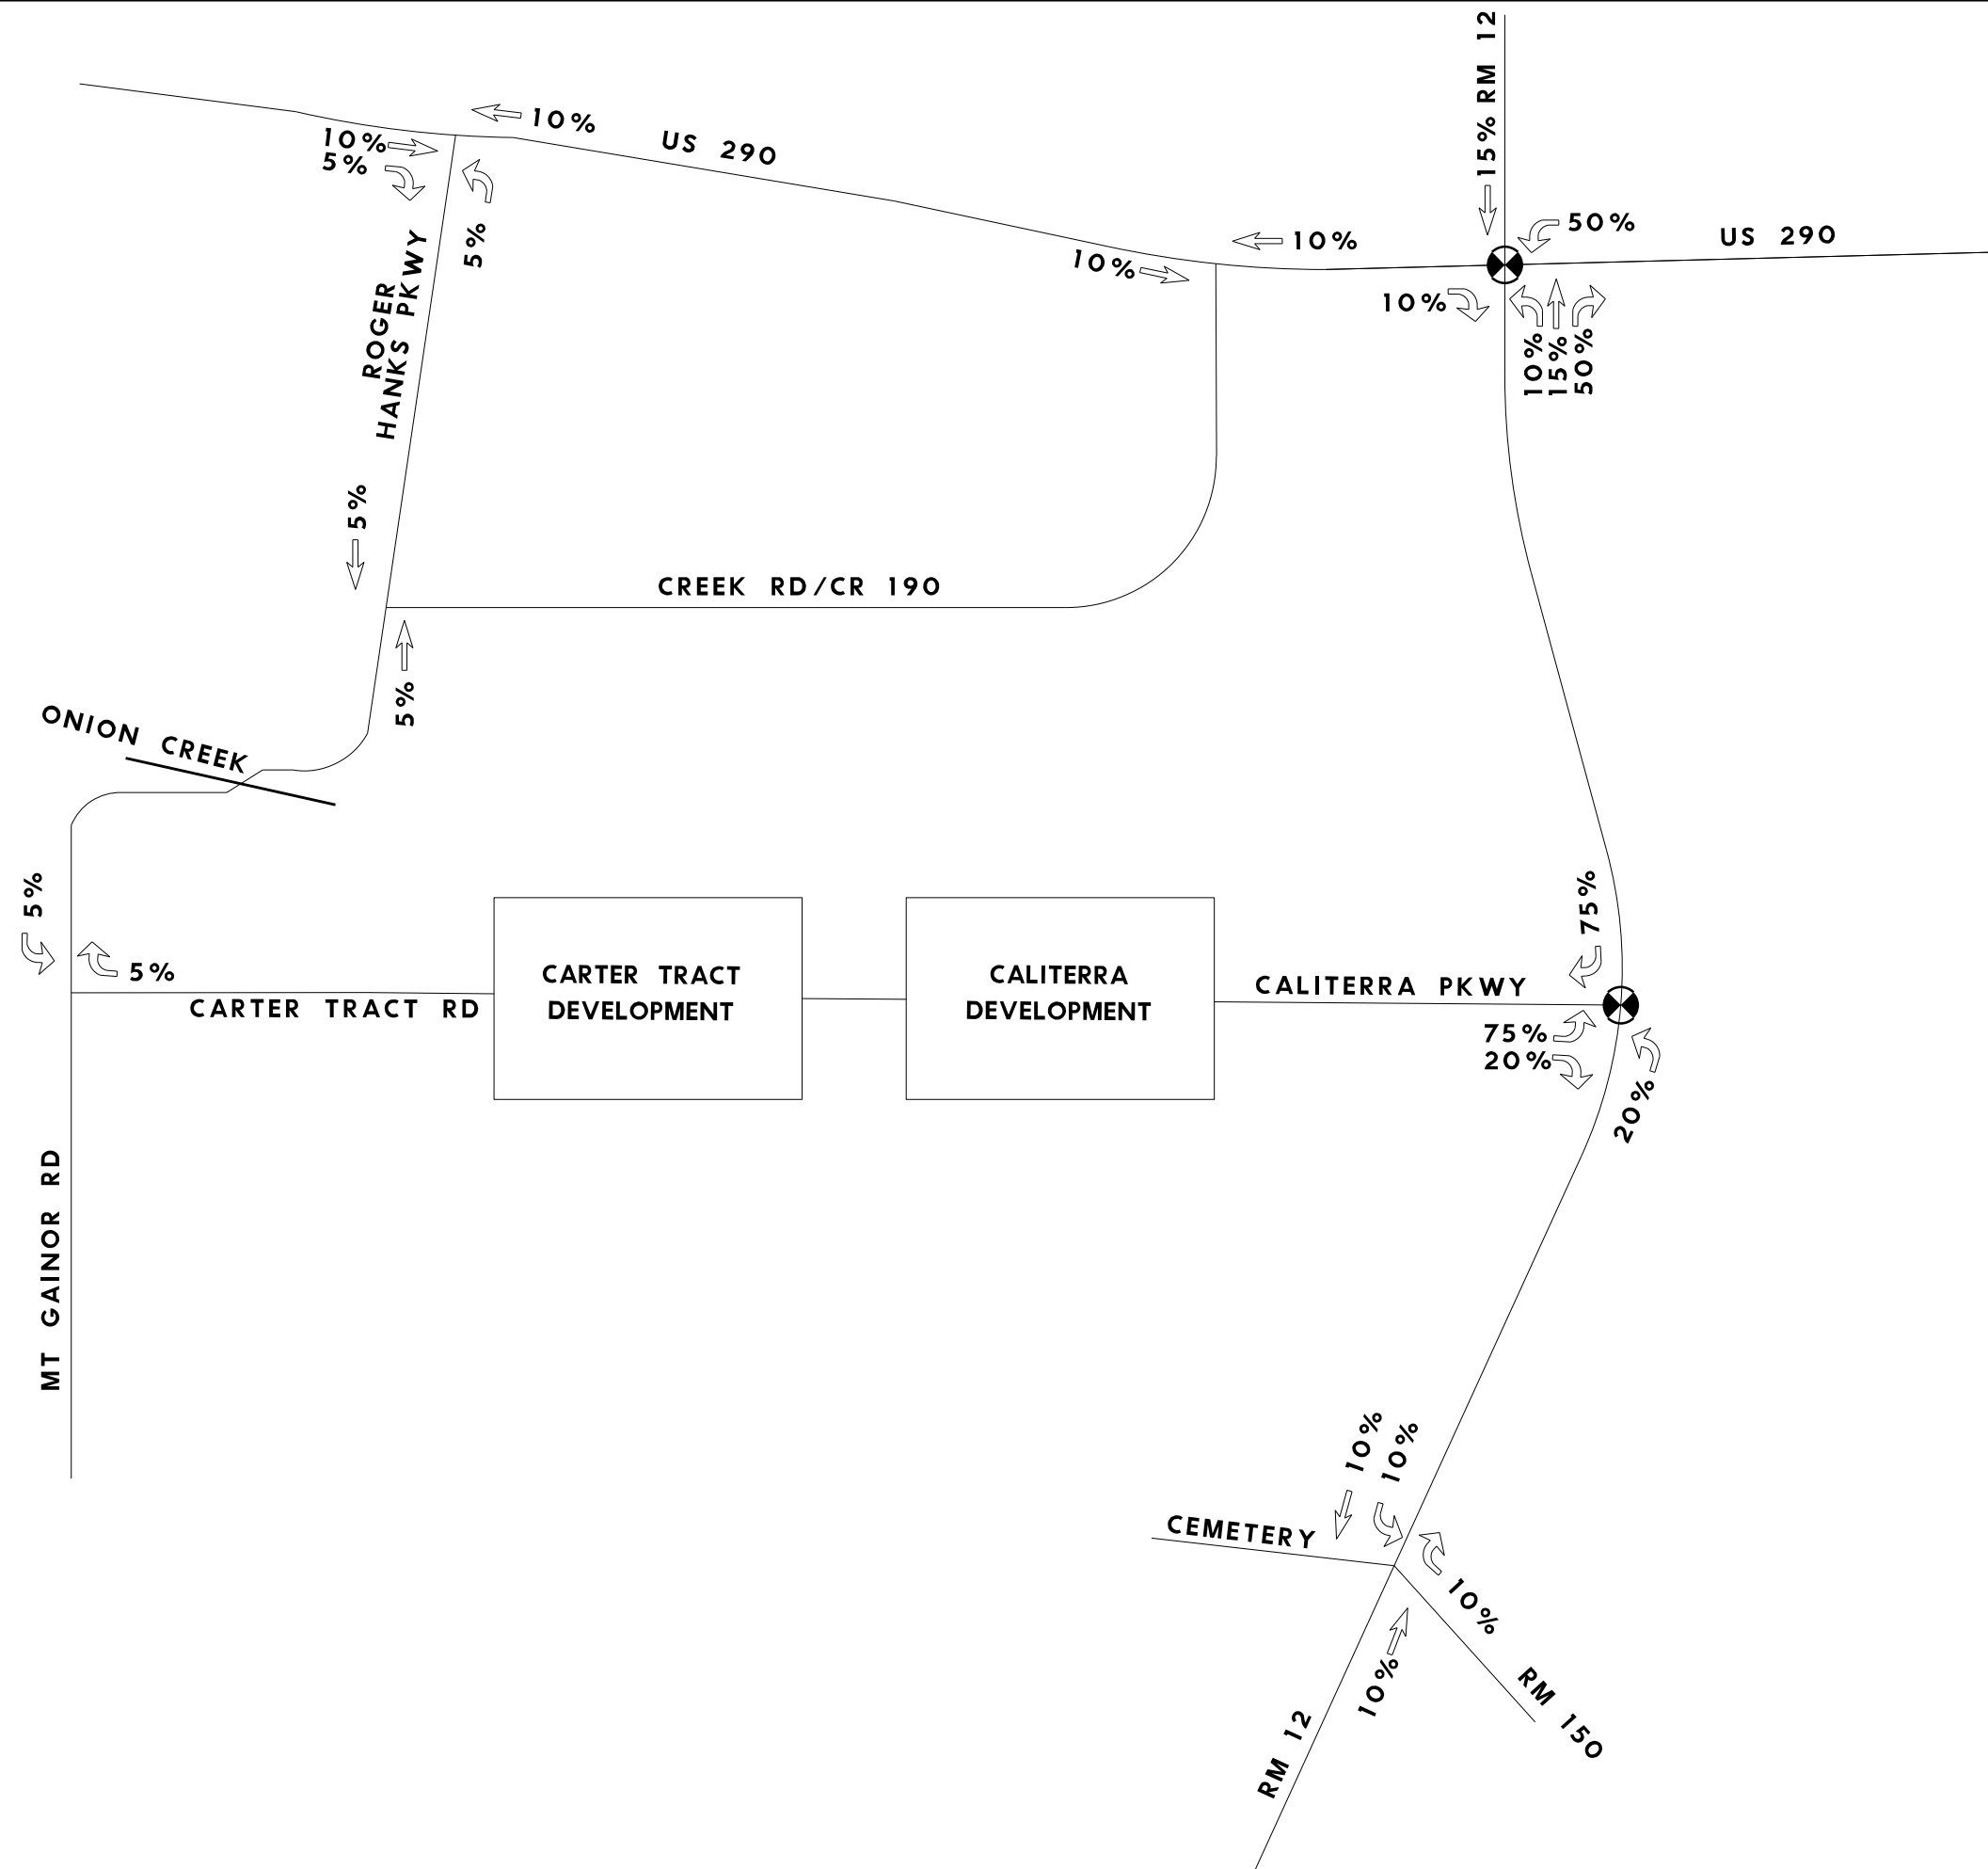 15% RM 12
10%
US 290
10%
5%
5%
50%
US 290
10%
10%
10%
10%
15%
50%
ROGER
HANKS PKWY
5%
CREEK RD/CR 190
5%
ONION CREEK
5%
75%
5%
CARTER TRACT
DEVELOPMENT
CALITERRA
DEVELOPMENT
CALITERRA PKWY
CARTER TRACT RD
75%
20%
20%
MT GAINOR RD
10%
10%
CEMETERY
10%
10%
RM 150
RM 12